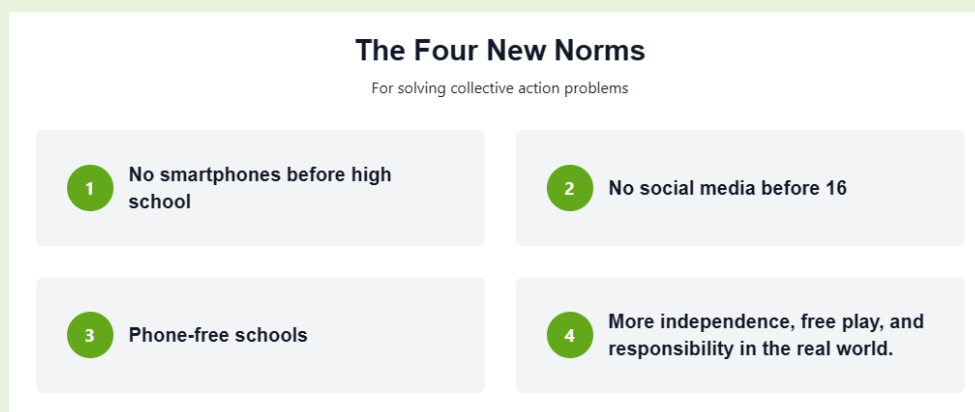 The Four New Norms
For solving collective action problems
1
No smartphones before high
school
2
No social media before 16
3
Phone-free schools
4
More independence, free play, and
responsibility in the real world.